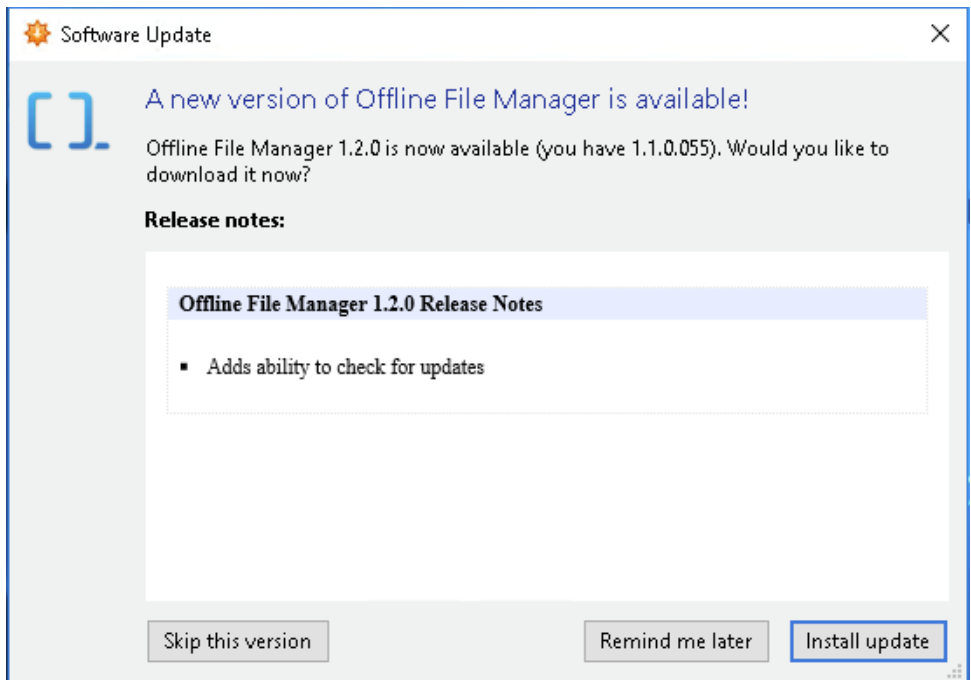 Software Update
A new version of Offline File Manager is available!
Offline File Manager 1.2.0 is now available (you have 1.1.0.055). Would you like to
download it now?
Release notes:
Offline File Manager 1.2.0 Release Notes
▪ Adds ability to check for updates
Skip this version
Remind me later
Install update